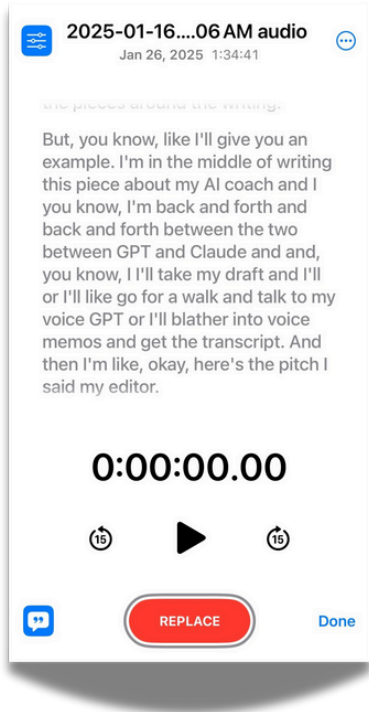 2025-01-16....06 AM audio
Jan 26, 2025 1:34:41
the pieces around the writing.
But, you know, like I'll give you an
example. I'm in the middle of writing
this piece about my AI coach and I
you know, I'm back and forth and
back and forth between the two
between GPT and Claude and and,
you know, I I'll take my draft and I'll
or I'll like go for a walk and talk to my
voice GPT or I'll blather into voice
memos and get the transcript. And
then I'm like, okay, here's the pitch I
said my editor.
0:00:00.00
15 15
REPLACE
Done